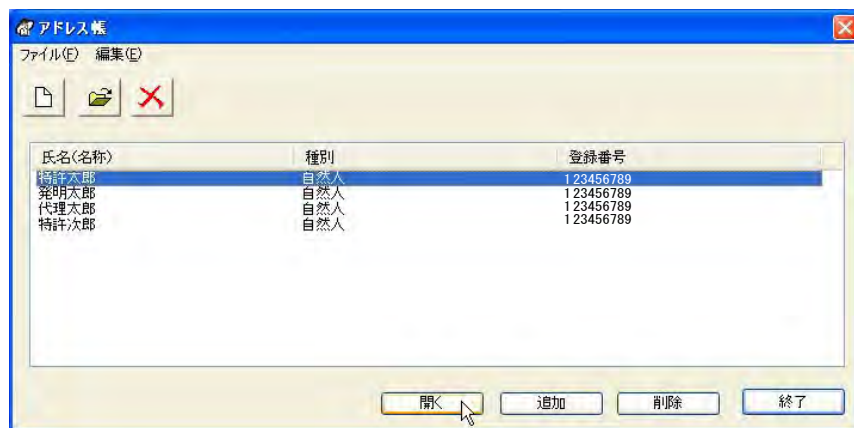 アドレス帳
ファイル(F) 編集(E)
氏名(名称) 種別 登録番号
特許太郎 自然人 123456789
発明太郎 自然人 123456789
代理太郎 自然人 123456789
特許次郎 自然人 123456789
開く 追加 削除 終了